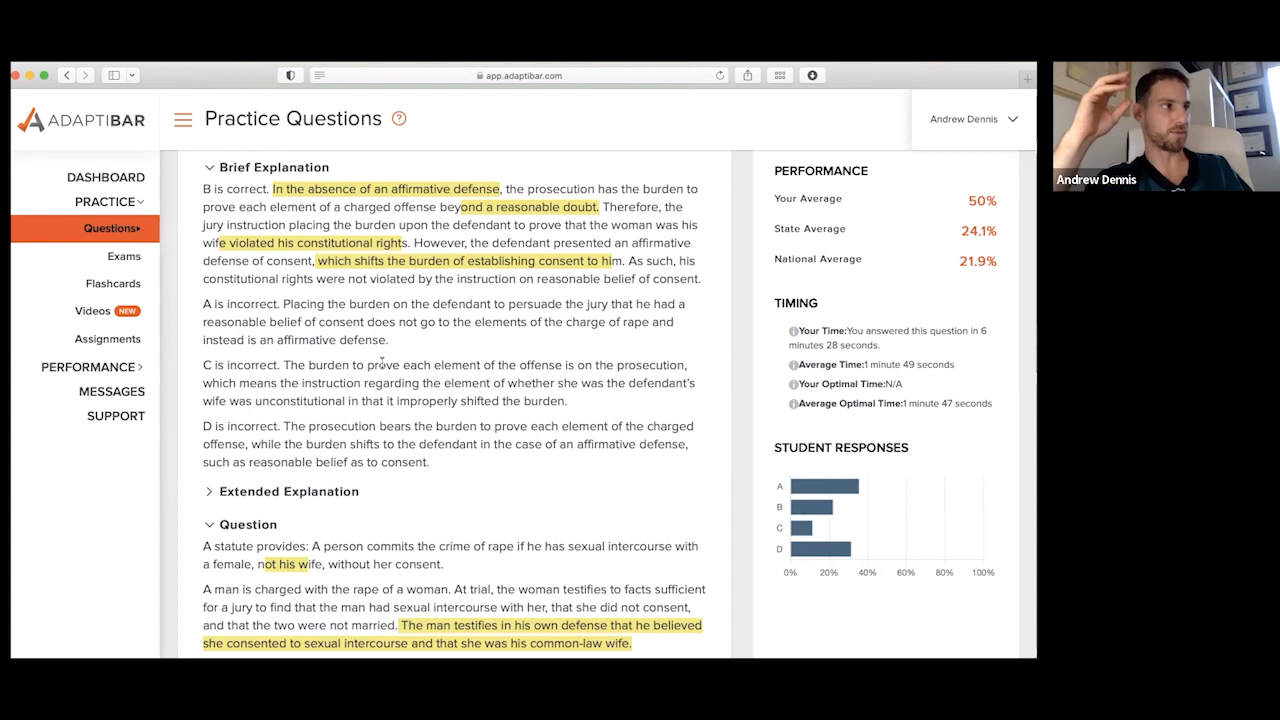 app.adaptibar.com
ADAPTIBAR
Practice Questions ?
Andrew Dennis
DASHBOARD
PRACTICE
Questions
Exams
Flashcards
Videos NEW
Assignments
PERFORMANCE
MESSAGES
SUPPORT
Brief Explanation
B is correct. In the absence of an affirmative defense, the prosecution has the burden to
prove each element of a charged offense beyond a reasonable doubt. Therefore, the
jury instruction placing the burden upon the defendant to prove that the woman was his
wife violated his constitutional rights. However, the defendant presented an affirmative
defense of consent, which shifts the burden of establishing consent to him. As such, his
constitutional rights were not violated by the instruction on reasonable belief of consent.
A is incorrect. Placing the burden on the defendant to persuade the jury that he had a
reasonable belief of consent does not go to the elements of the charge of rape and
instead is an affirmative defense.
C is incorrect. The burden to prove each element of the offense is on the prosecution,
which means the instruction regarding the element of whether she was the defendant's
wife was unconstitutional in that it improperly shifted the burden.
D is incorrect. The prosecution bears the burden to prove each element of the charged
offense, while the burden shifts to the defendant in the case of an affirmative defense,
such as reasonable belief as to consent.
Extended Explanation
Question
A statute provides: A person commits the crime of rape if he has sexual intercourse with
a female, not his wife, without her consent.
A man is charged with the rape of a woman. At trial, the woman testifies to facts sufficient
for a jury to find that the man had sexual intercourse with her, that she did not consent,
and that the two were not married. The man testifies in his own defense that he believed
she consented to sexual intercourse and that she was his common-law wife.
PERFORMANCE
Your Average 50%
State Average 24.1%
National Average 21.9%
TIMING
Your Time:You answered this question in 6
minutes 28 seconds.
Average Time:1 minute 49 seconds
Your Optimal Time:N/A
Average Optimal Time:1 minute 47 seconds
STUDENT RESPONSES
A
B
C
D
0% 20% 40% 60% 80% 100%
Andrew Dennis